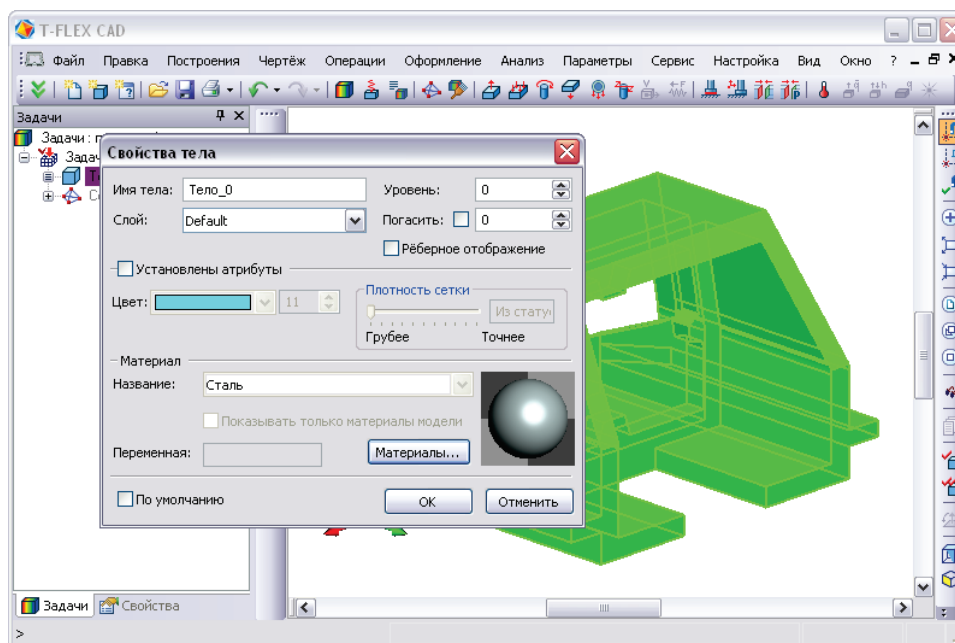 T-FLEX CAD
Файл Правка Построения Чертёж Операции Оформление Анализ Параметры Сервис Настройка Вид Окно ?
Задачи
Задачи :
Задач
Свойства тела
Имя тела: Тело_0 Уровень: 0
Слой: Default Погасить: 0
Рёберное отображение
Установлены атрибуты
Цвет: 11
Плотность сетки
Из стату
Грубее Точнее
Материал
Название: Сталь
Показывать только материалы модели
Переменная: Материалы...
По умолчанию OK Отменить
Задачи Свойства
>